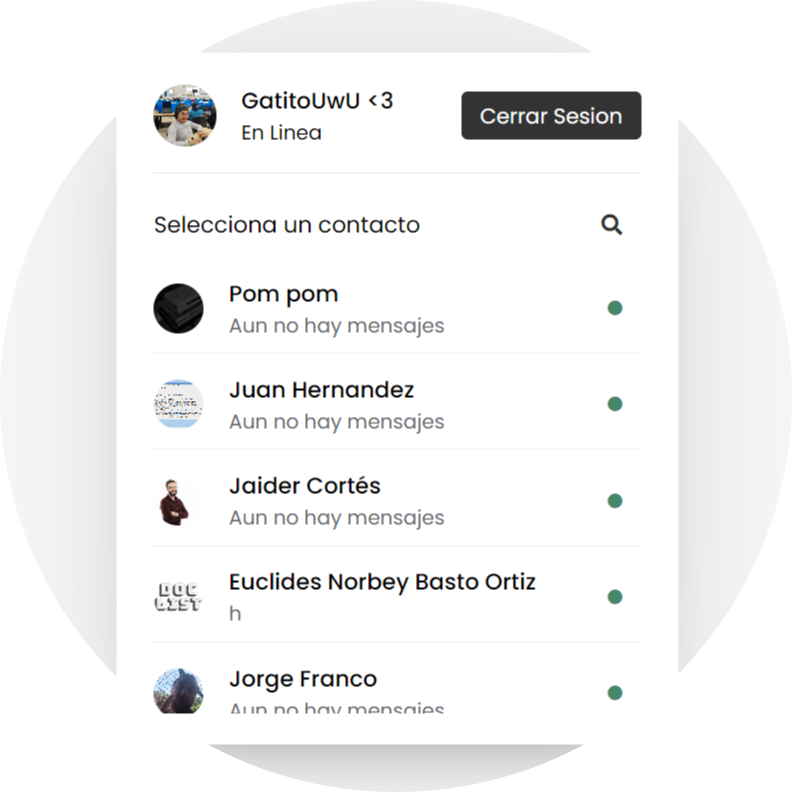 GatitoUwU <3
En Linea
Cerrar Sesion
Selecciona un contacto
Pom pom
Aun no hay mensajes
Juan Hernandez
Aun no hay mensajes
Jaider Cortés
Aun no hay mensajes
DOC
LIST
Euclides Norbey Basto Ortiz
h
Jorge Franco
Aun no hay mensajes